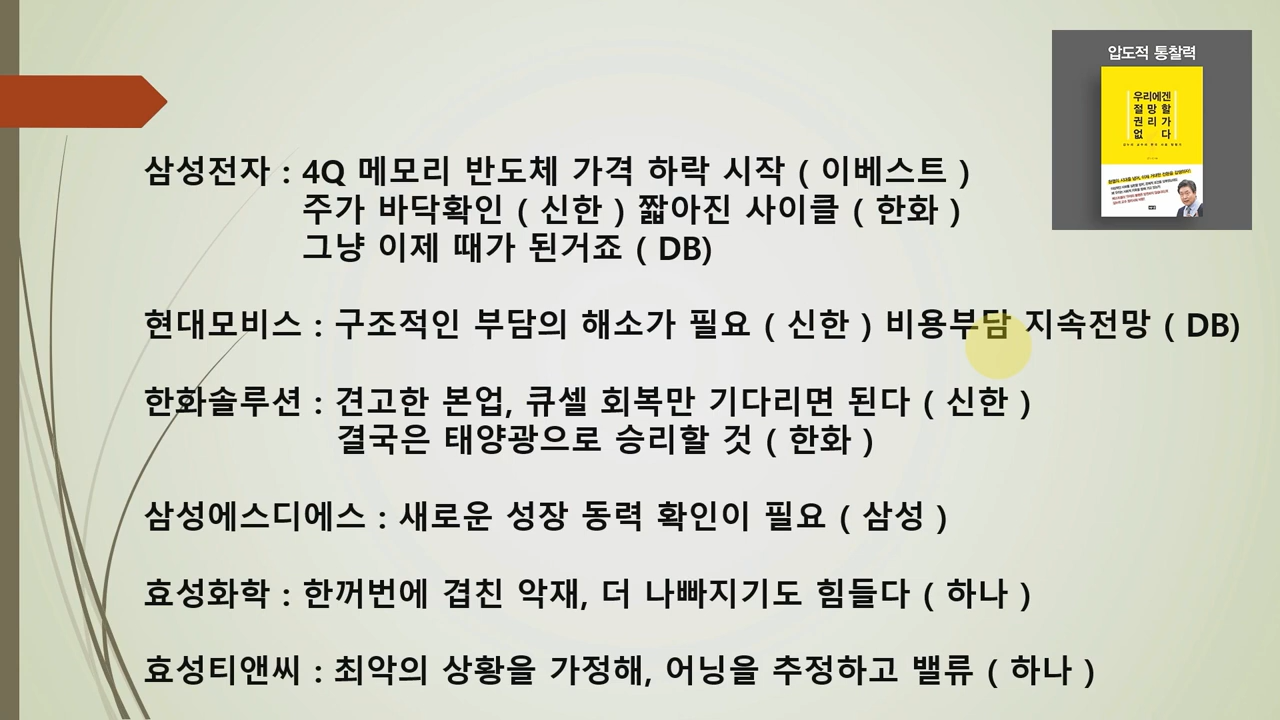 압도적 통찰력
우리에겐
절망할
권리가
없다
삼성전자 : 4Q 메모리 반도체 가격 하락 시작 ( 이베스트 )
주가 바닥확인 ( 신한 ) 짧아진 사이클 ( 한화 )
그냥 이제 때가 된거죠 ( DB)
현대모비스 : 구조적인 부담의 해소가 필요 ( 신한 ) 비용부담 지속전망 ( DB)
한화솔루션 : 견고한 본업, 큐셀 회복만 기다리면 된다 ( 신한 )
결국은 태양광으로 승리할 것 ( 한화 )
삼성에스디에스 : 새로운 성장 동력 확인이 필요 ( 삼성 )
효성화학 : 한꺼번에 겹친 악재, 더 나빠지기도 힘들다 ( 하나 )
효성티앤씨 : 최악의 상황을 가정해, 어닝을 추정하고 밸류 ( 하나 )